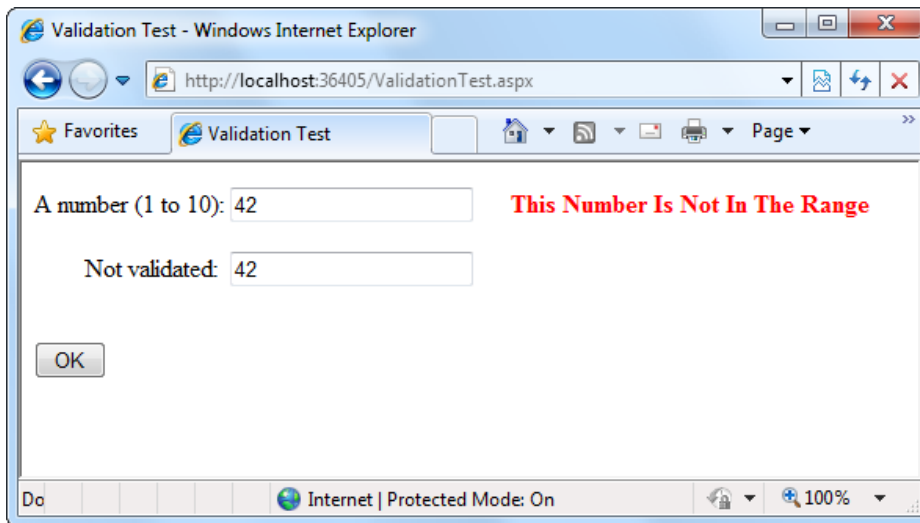 Validation Test - Windows Internet Explorer
http://localhost:36405/ValidationTest.aspx
Favorites Validation Test Page
A number (1 to 10): 42 This Number Is Not In The Range
Not validated: 42
OK
Do Internet | Protected Mode: On 100%